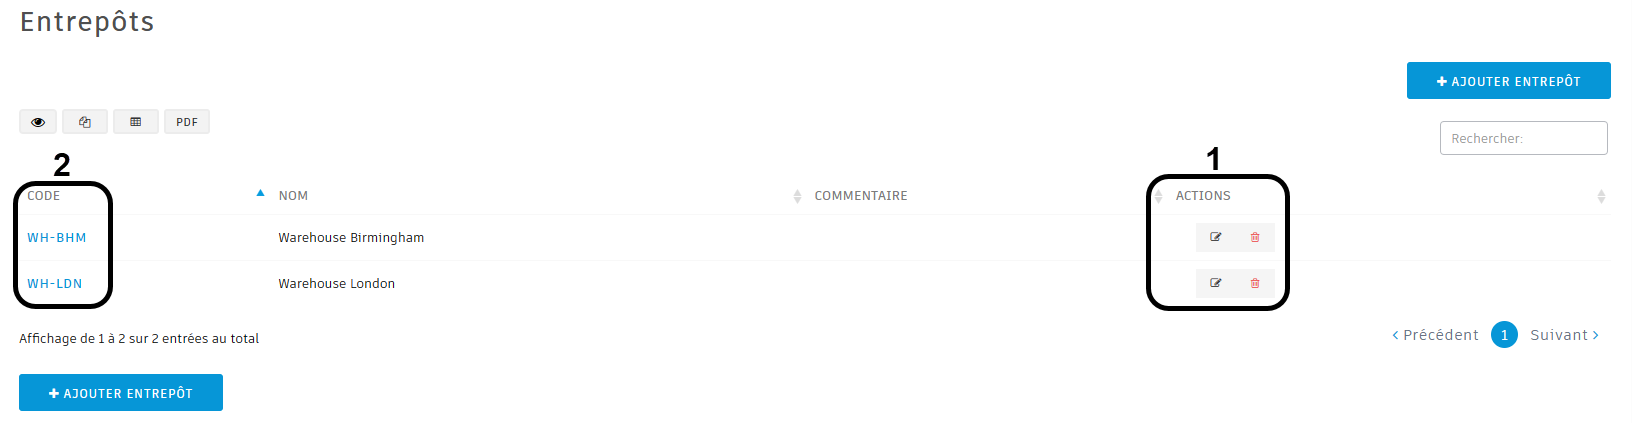 Entrepôts
AJOUTER ENTREPÔT
PDF
Rechercher:
2
1
CODE NOM COMMENTAIRE ACTIONS
WH-BHM Warehouse Birmingham
WH-LDN Warehouse London
Affichage de 1 à 2 sur 2 entrées au total
Précédent 1 Suivant
AJOUTER ENTREPÔT